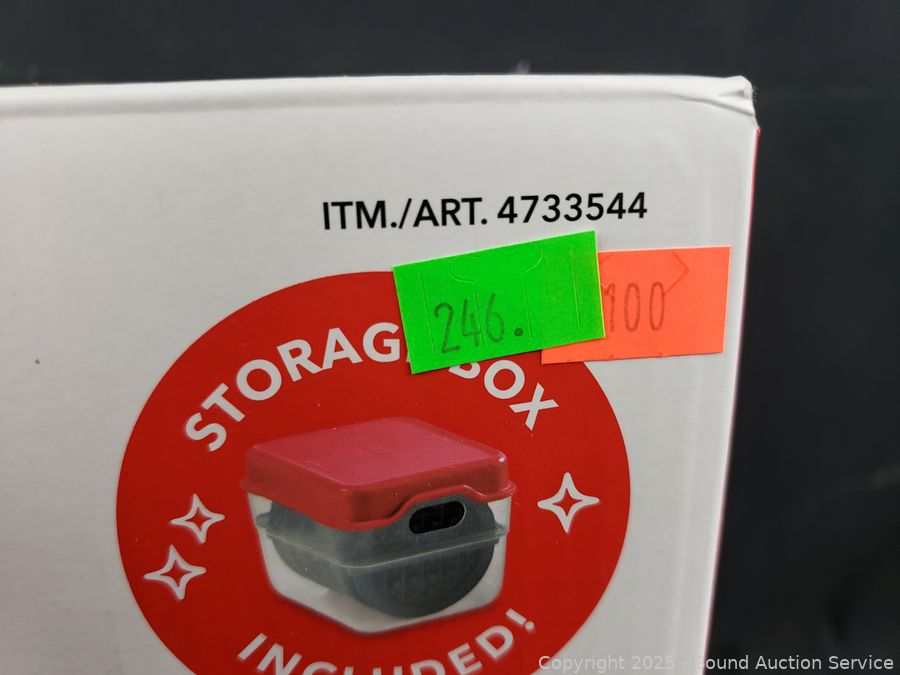 ITM./ART. 4733544
246.
100
STORAGE BOX
INCLUDED!
Copyright 2025 - Sound Auction Service